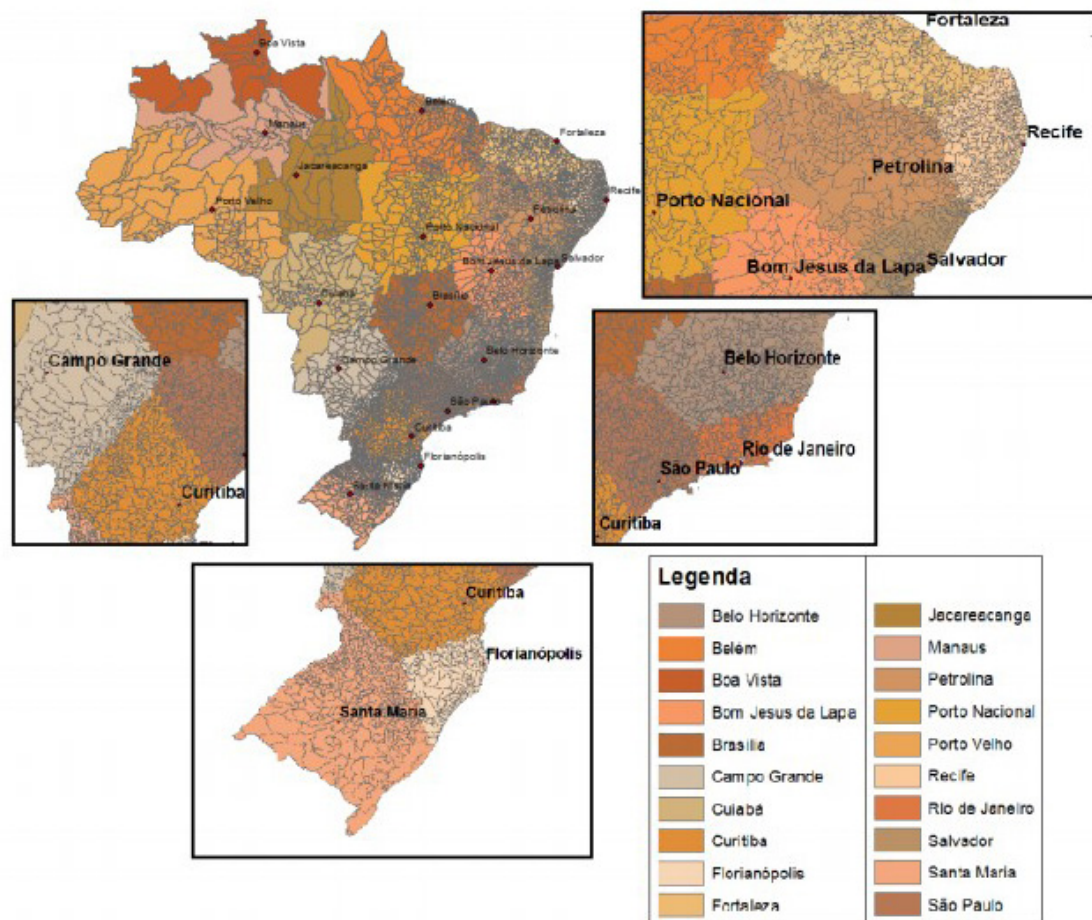 Boa Vista
Belém
Manaus
Fortaleza
Jacareacanga
Recife
Porto Velho
Petrolina
Porto Nacional
Bom Jesus da Lapa
Salvador
Cuiabá
Brasília
Campo Grande
Belo Horizonte
São Paulo
Curitiba
Florianópolis
Santa Maria
Fortaleza
Recife
Petrolina
Porto Nacional
Salvador
Bom Jesus da Lapa
Campo Grande
Curitiba
Belo Horizonte
Rio de Janeiro
São Paulo
Curitiba
Curitiba
Florianópolis
Santa Maria
Legenda
Belo Horizonte
Belém
Boa Vista
Bom Jesus da Lapa
Brasília
Campo Grande
Cuiabá
Curitiba
Florianópolis
Fortaleza
Jacareacanga
Manaus
Petrolina
Porto Nacional
Porto Velho
Recife
Rio de Janeiro
Salvador
Santa Maria
São Paulo